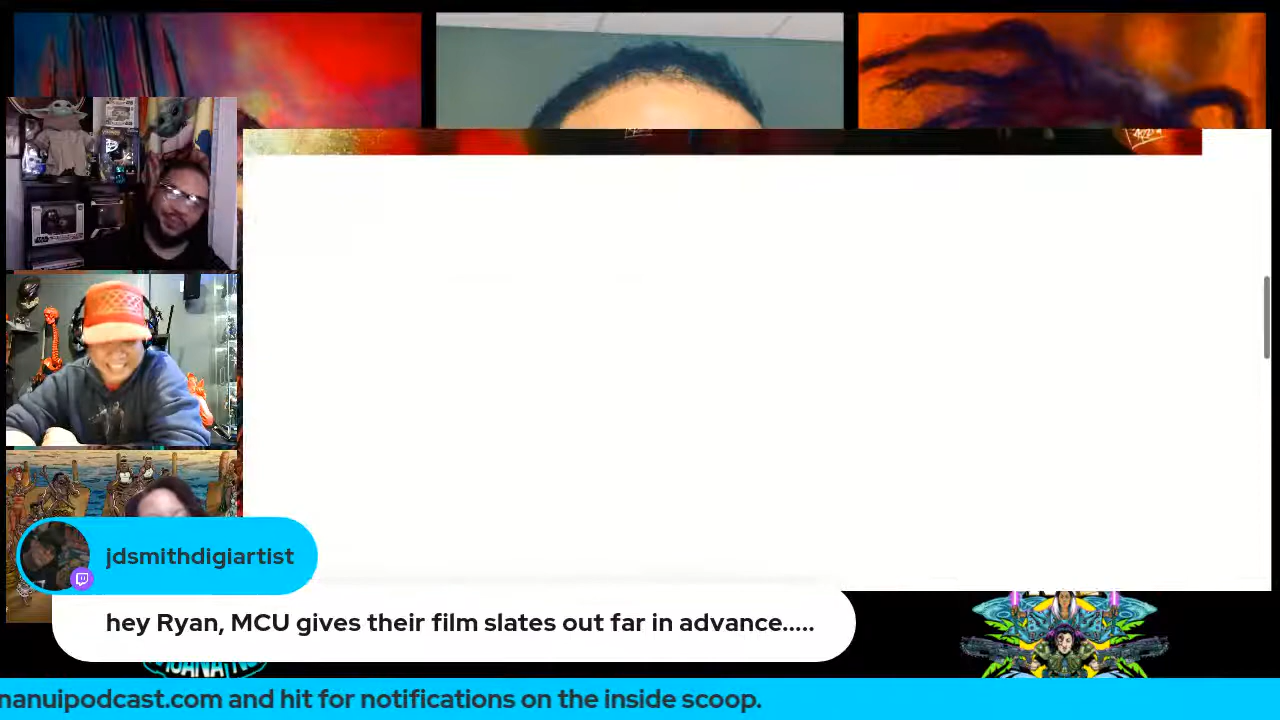 jdsmithdigiartist
hey Ryan, MCU gives their film slates out far in advance.....
nanuipodcast.com and hit for notifications on the inside scoop.